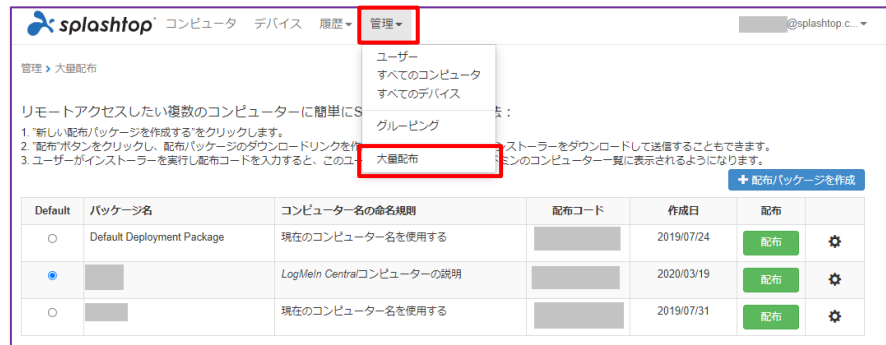 splashtop コンピュータ デバイス 履歴 管理 @splashtop.c...
ユーザー
管理 > 大量配布
すべてのコンピュータ
すべてのデバイス
リモートアクセスしたい複数のコンピューターに簡単にS 法：
グルーピング
1. "新しい配布パッケージを作成する"をクリックします。
2. "配布"ボタンをクリックし、配布パッケージのダウンロードリンクを作 ンストーラーをダウンロードして送信することもできます。
大量配布
3. ユーザーがインストーラーを実行し配布コードを入力すると、このユー ミンのコンピューター一覧に表示されるようになります。
+ 配布パッケージを作成
Default パッケージ名 コンピューター名の命名規則 配布コード 作成日 配布
Default Deployment Package 現在のコンピューター名を使用する 2019/07/24 配布
LogMeIn Centralコンピューターの説明 2020/03/19 配布
現在のコンピューター名を使用する 2019/07/31 配布